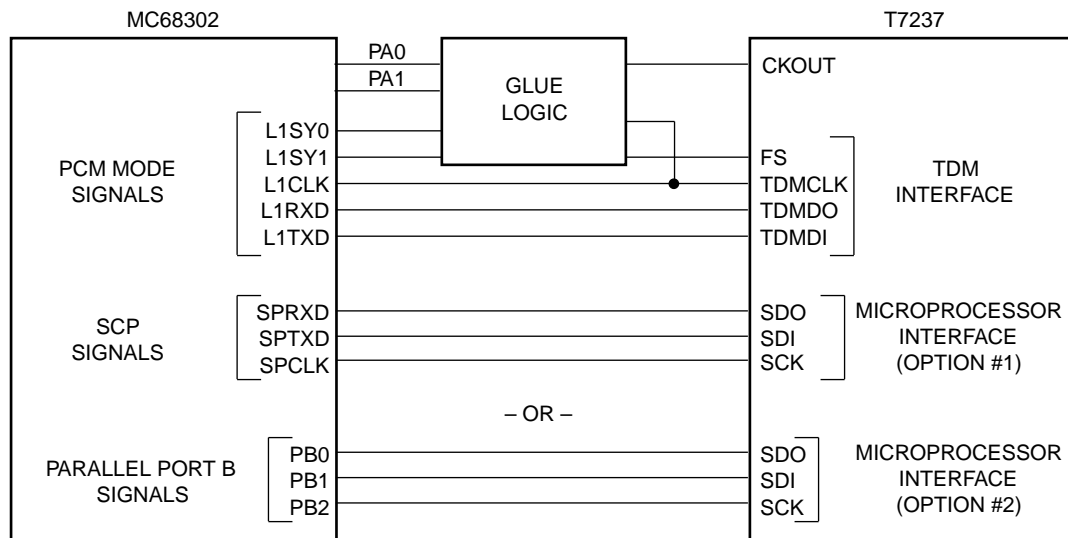 MC68302
T7237
PA0
PA1
GLUE
LOGIC
CKOUT
PCM MODE
SIGNALS
L1SY0
L1SY1
L1CLK
L1RXD
L1TXD
FS
TDMCLK
TDMDO
TDMDI
TDM
INTERFACE
SCP
SIGNALS
SPRXD
SPTXD
SPCLK
SDO
SDI
SCK
MICROPROCESSOR
INTERFACE
(OPTION #1)
– OR –
PARALLEL PORT B
SIGNALS
PB0
PB1
PB2
SDO
SDI
SCK
MICROPROCESSOR
INTERFACE
(OPTION #2)